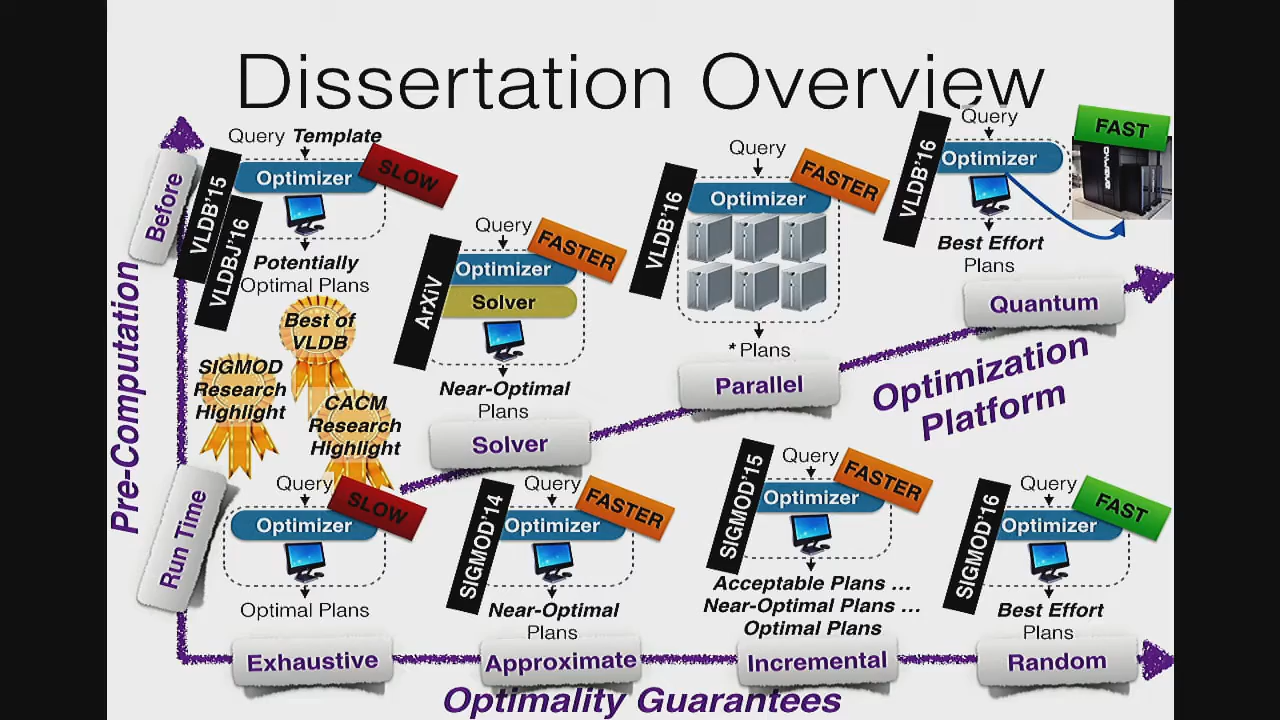 Dissertation Overview
Query Template
Optimizer
SLOW
VLDB'15
VLDBJ'16
Potentially
Optimal Plans
Before
Pre-Computation
Run Time
Best of
VLDB
SIGMOD
Research
Highlight
CACM
Research
Highlight
Query
FASTER
Optimizer
Solver
ArXiV
Near-Optimal
Plans
Solver
Query
FASTER
Optimizer
VLDB'16
* Plans
Parallel
Query
FAST
Optimizer
VLDB'16
Best Effort
Plans
Quantum
Optimization
Platform
Query
SLOW
Optimizer
Optimal Plans
Exhaustive
Query
FASTER
Optimizer
SIGMOD'14
Near-Optimal
Plans
Approximate
Query
FASTER
Optimizer
SIGMOD'15
Acceptable Plans ...
Near-Optimal Plans ...
Optimal Plans
Incremental
Query
FAST
Optimizer
SIGMOD'16
Best Effort
Plans
Random
Optimality Guarantees